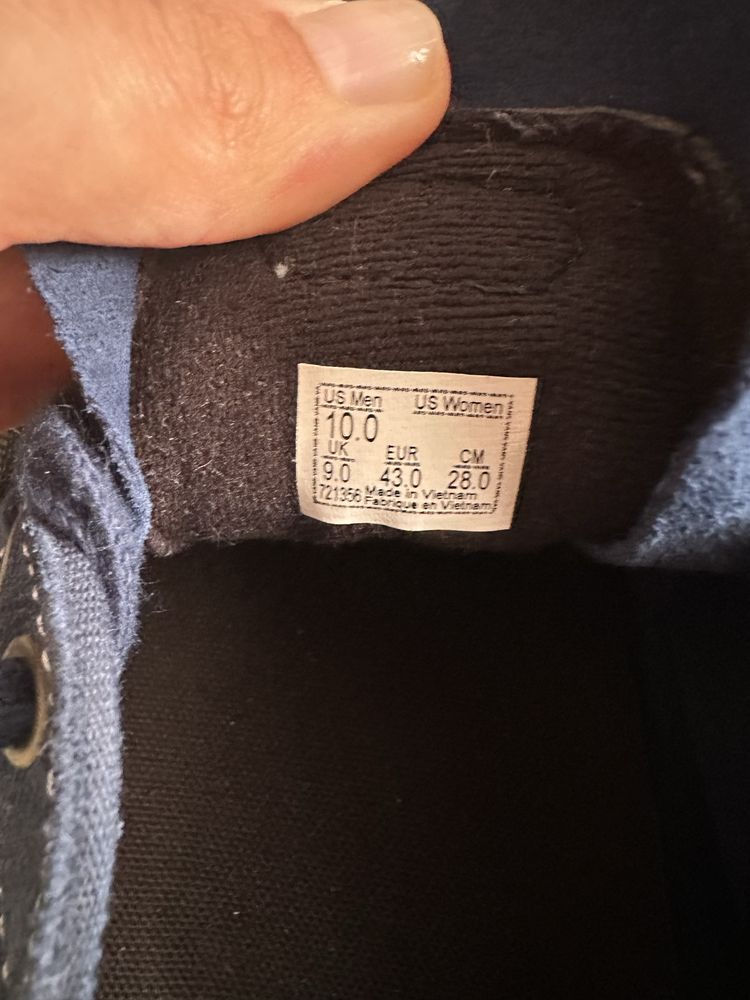 US Men US Women
10.0
UK EUR CM
9.0 43.0 28.0
721356 Made in Vietnam
Fabrique en Vietnam